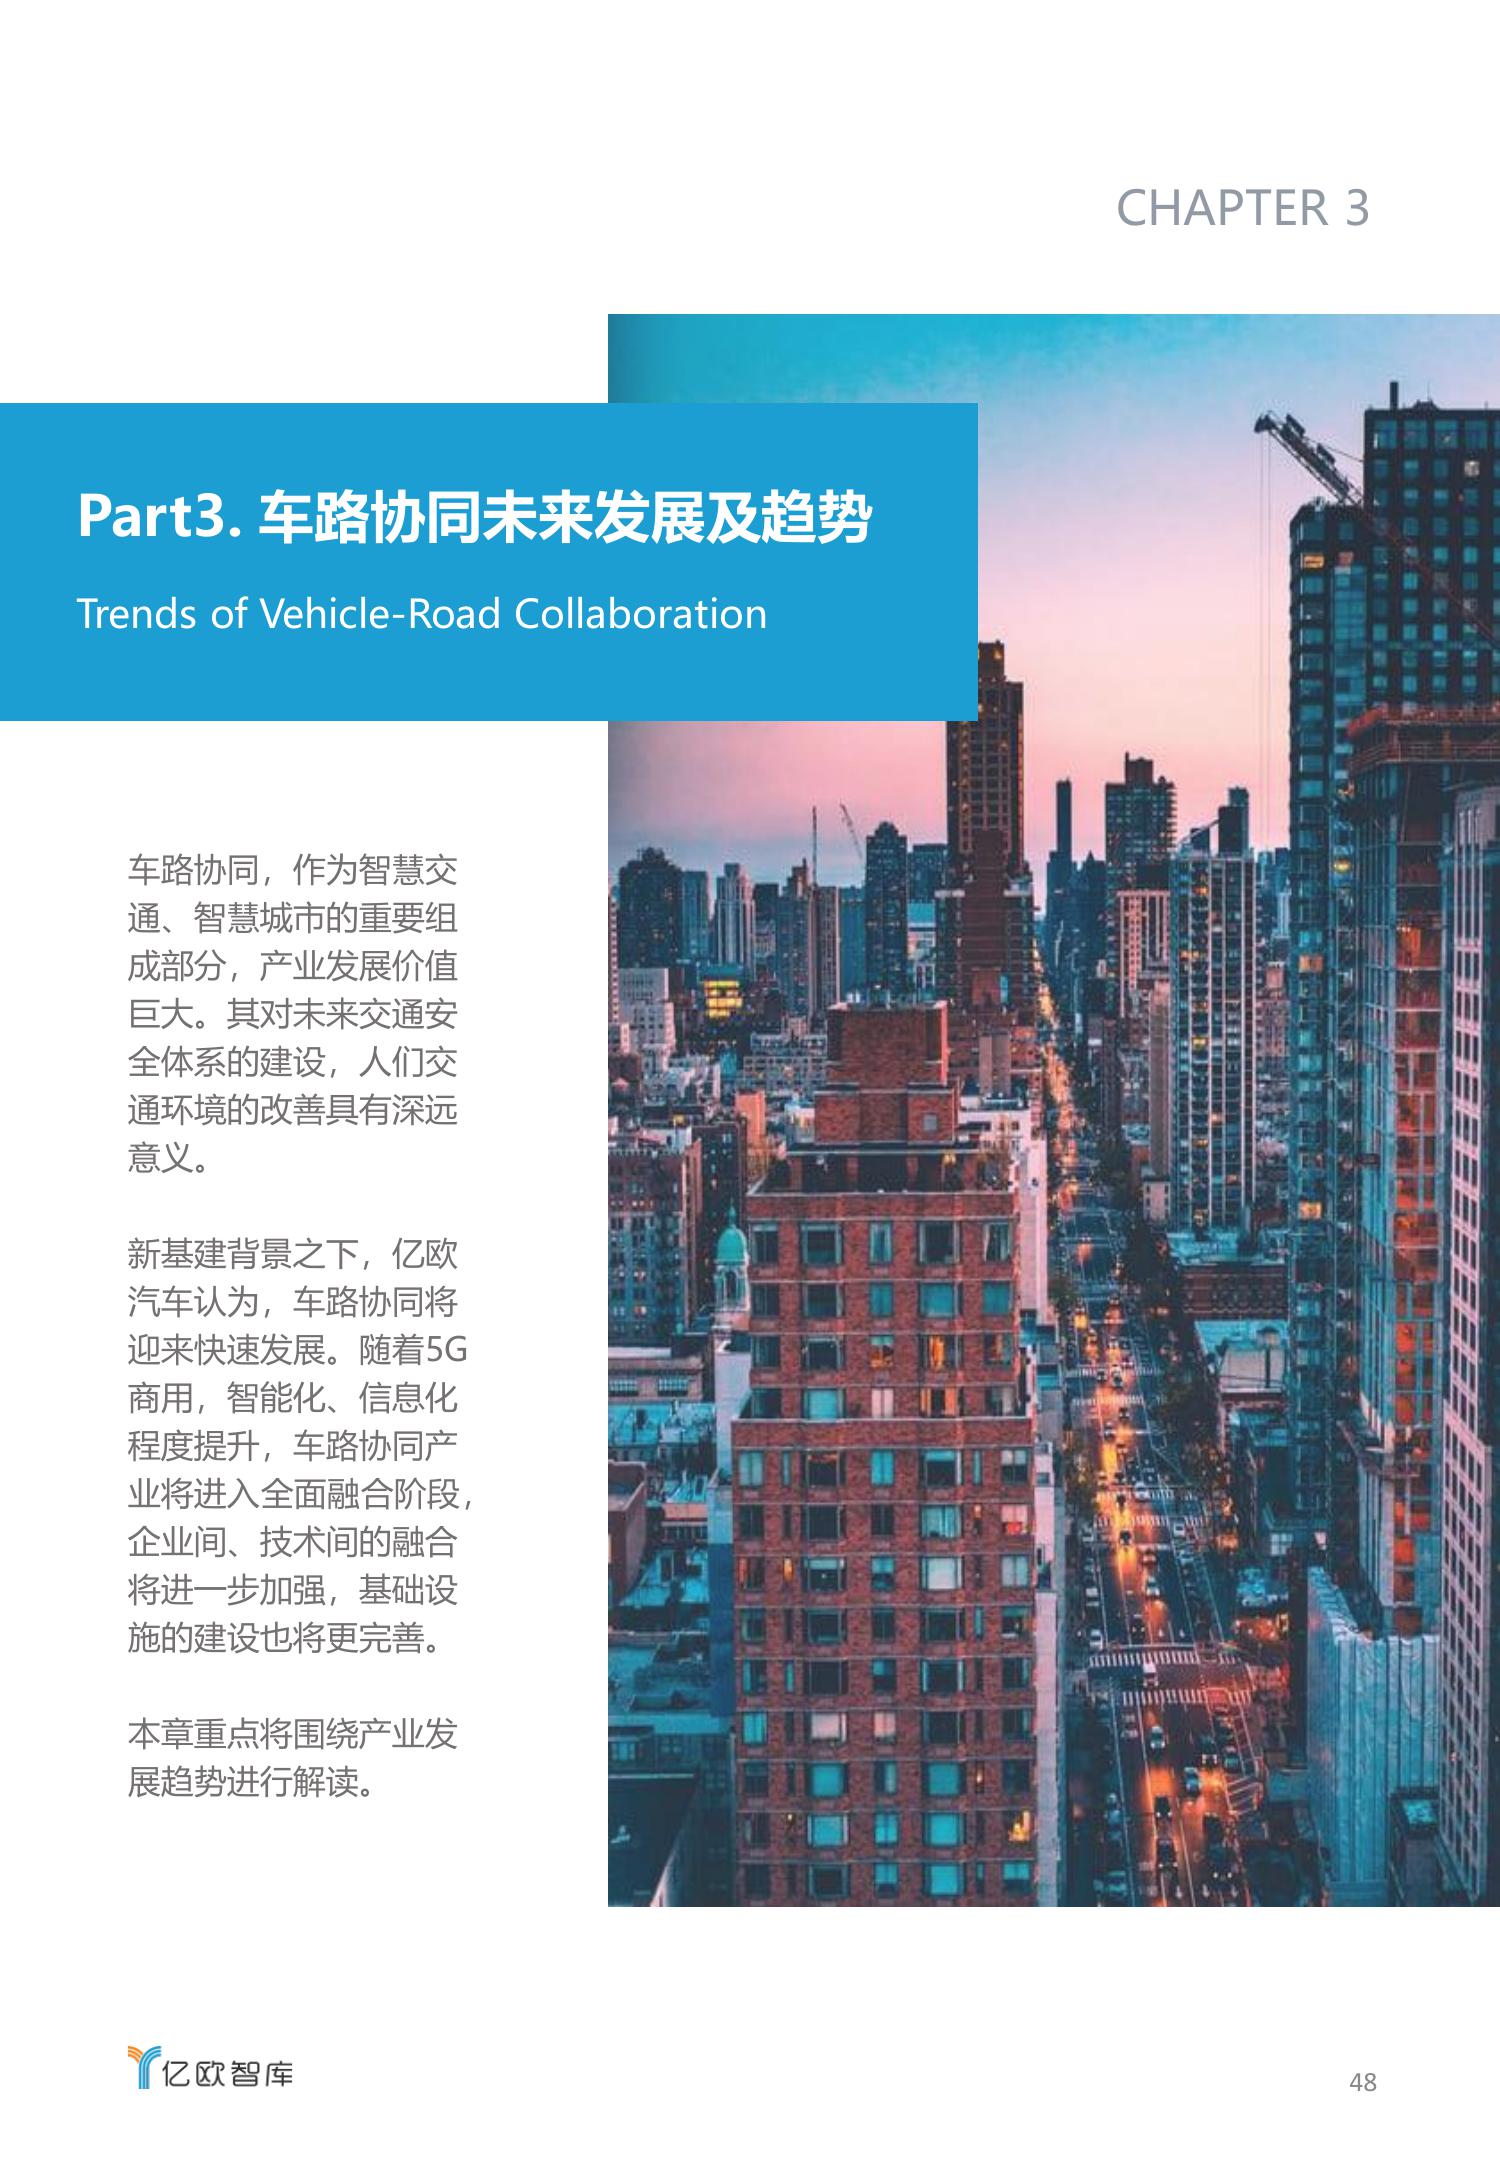 CHAPTER 3
Part3. 车路协同未来发展及趋势
Trends of Vehicle-Road Collaboration
车路协同，作为智慧交
通、智慧城市的重要组
成部分，产业发展价值
巨大。其对未来交通安
全体系的建设，人们交
通环境的改善具有深远
意义。
新基建背景之下，亿欧
汽车认为，车路协同将
迎来快速发展。随着5G
商用，智能化、信息化
程度提升，车路协同产
业将进入全面融合阶段，
企业间、技术间的融合
将进一步加强，基础设
施的建设也将更完善。
本章重点将围绕产业发
展趋势进行解读。
亿欧智库
48